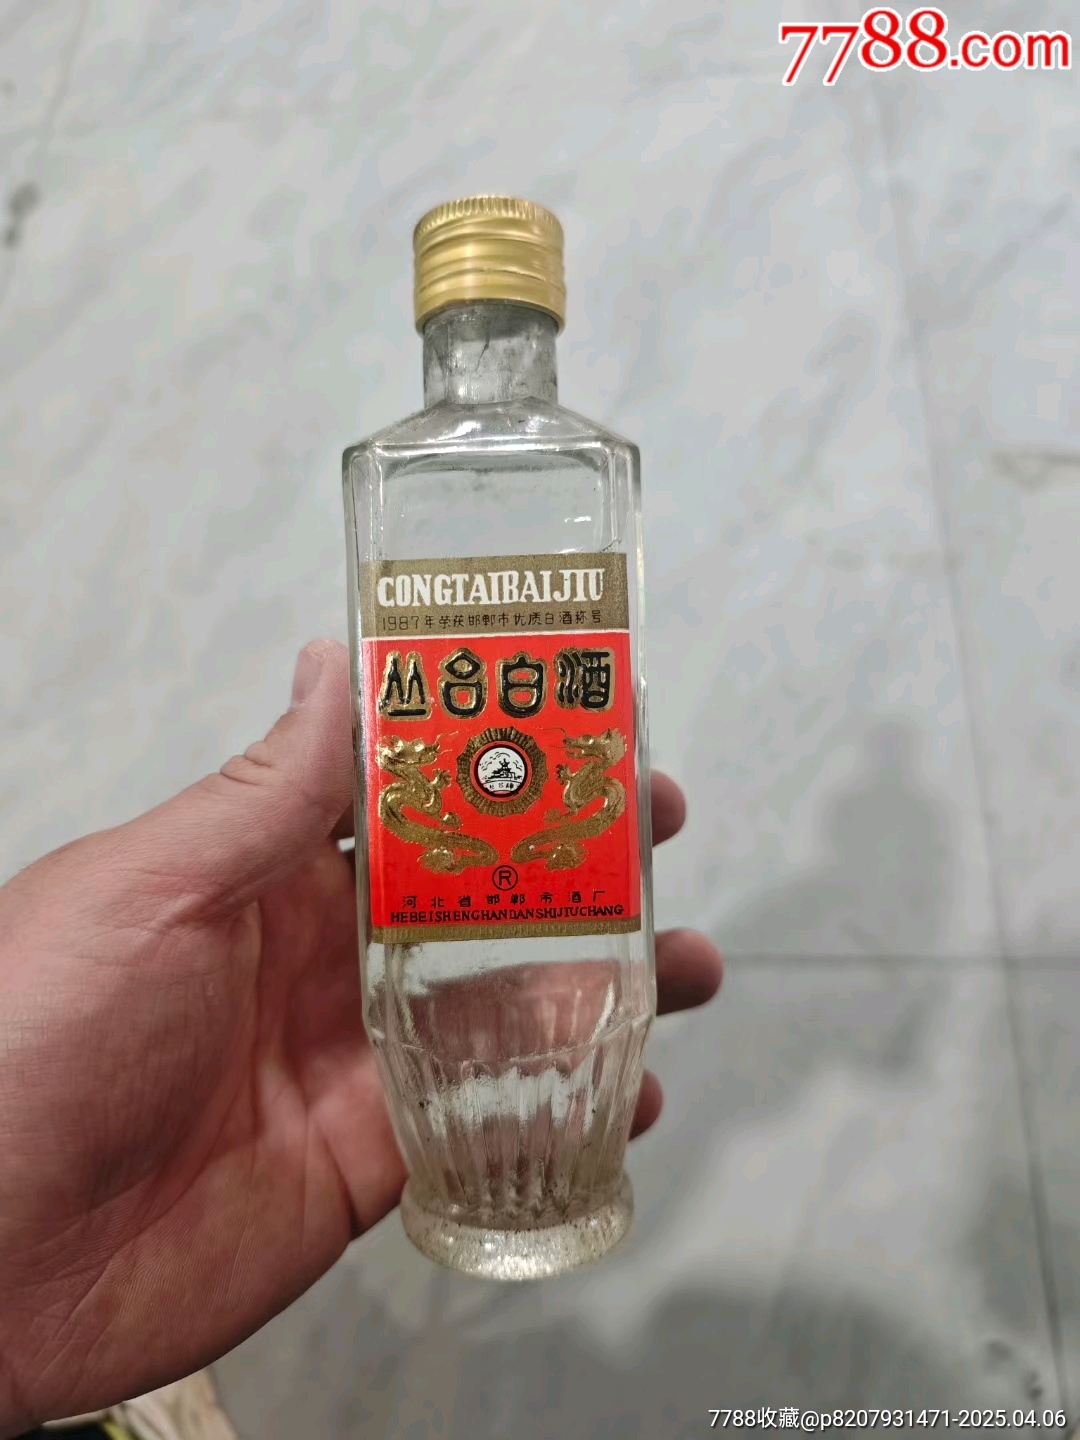 7788.com
CONGTAIBAIJIU
1987年荣获邯郸市优质白酒称号
丛台白酒
®
河北省邯郸市酒厂
HEBEISHENGHANDANSHIJIUCHANG
7788收藏@p8207931471-2025.04.06